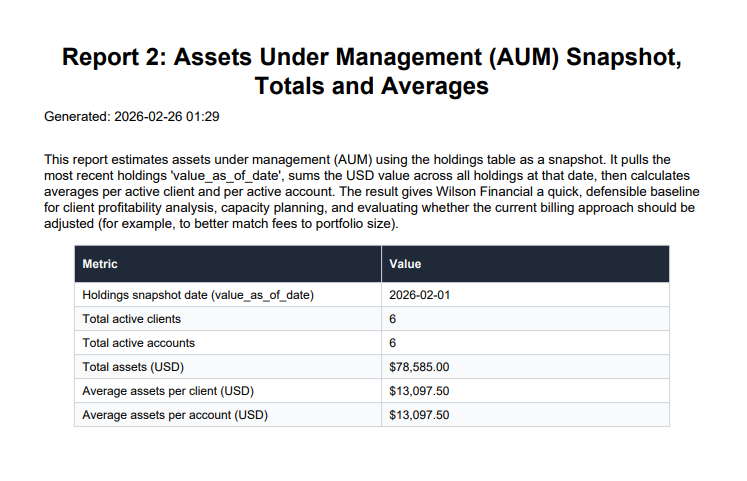 Report 2: Assets Under Management (AUM) Snapshot,
Totals and Averages
Generated: 2026-02-26 01:29
This report estimates assets under management (AUM) using the holdings table as a snapshot. It pulls the
most recent holdings 'value_as_of_date', sums the USD value across all holdings at that date, then calculates
averages per active client and per active account. The result gives Wilson Financial a quick, defensible baseline
for client profitability analysis, capacity planning, and evaluating whether the current billing approach should be
adjusted (for example, to better match fees to portfolio size).
Metric Value
Holdings snapshot date (value_as_of_date) 2026-02-01
Total active clients 6
Total active accounts 6
Total assets (USD) $78,585.00
Average assets per client (USD) $13,097.50
Average assets per account (USD) $13,097.50